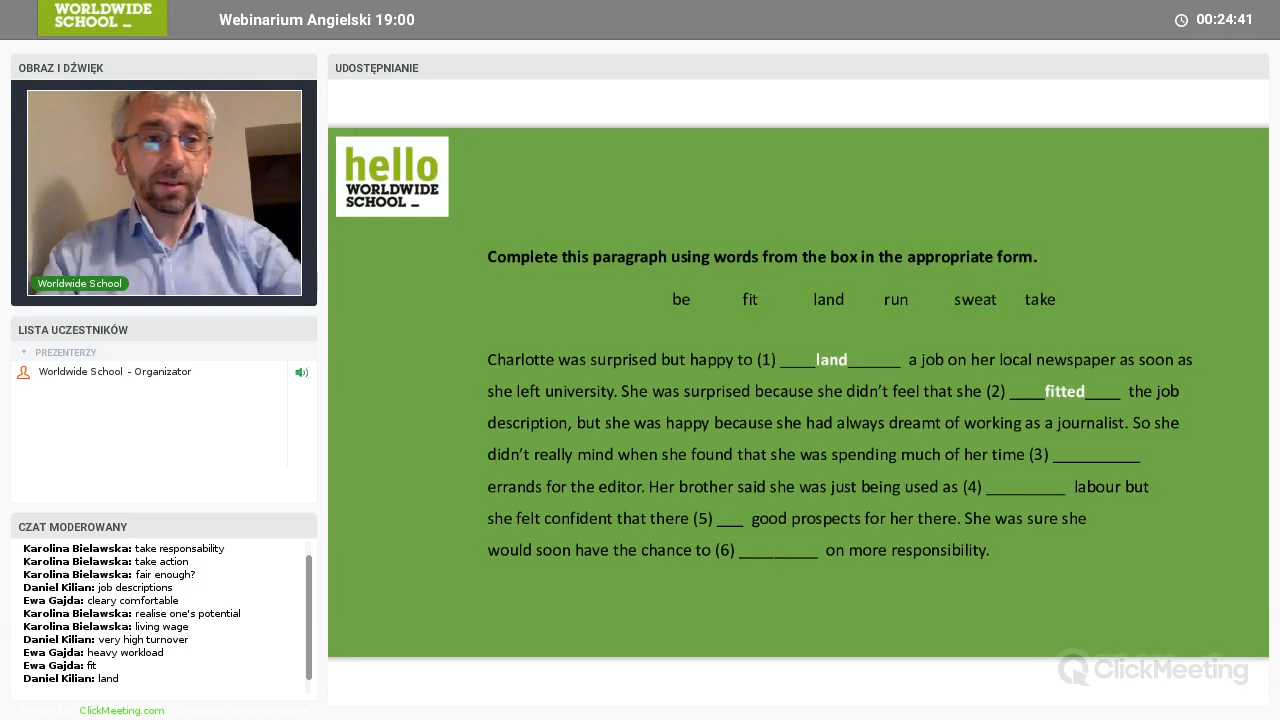 WORLDWIDE
SCHOOL _
Webinarium Angielski 19:00
00:24:41
OBRAZ I DŹWIĘK
Worldwide School
LISTA UCZESTNIKÓW
PREZENTERZY
Worldwide School - Organizator
CZAT MODEROWANY
Karolina Bielawska: take responsability
Karolina Bielawska: take action
Karolina Bielawska: fair enough?
Daniel Kilian: job descriptions
Ewa Gajda: cleary comfortable
Karolina Bielawska: realise one's potential
Karolina Bielawska: living wage
Daniel Kilian: very high turnover
Ewa Gajda: heavy workload
Ewa Gajda: fit
Daniel Kilian: land
ClickMeeting.com
UDOSTĘPNIANIE
hello
WORLDWIDE
SCHOOL _
Complete this paragraph using words from the box in the appropriate form.
be fit land run sweat take
Charlotte was surprised but happy to (1) ____land______ a job on her local newspaper as soon as
she left university. She was surprised because she didn't feel that she (2) ____fitted____ the job
description, but she was happy because she had always dreamt of working as a journalist. So she
didn't really mind when she found that she was spending much of her time (3) __________
errands for the editor. Her brother said she was just being used as (4) _________ labour but
she felt confident that there (5) ___ good prospects for her there. She was sure she
would soon have the chance to (6) _________ on more responsibility.
ClickMeeting